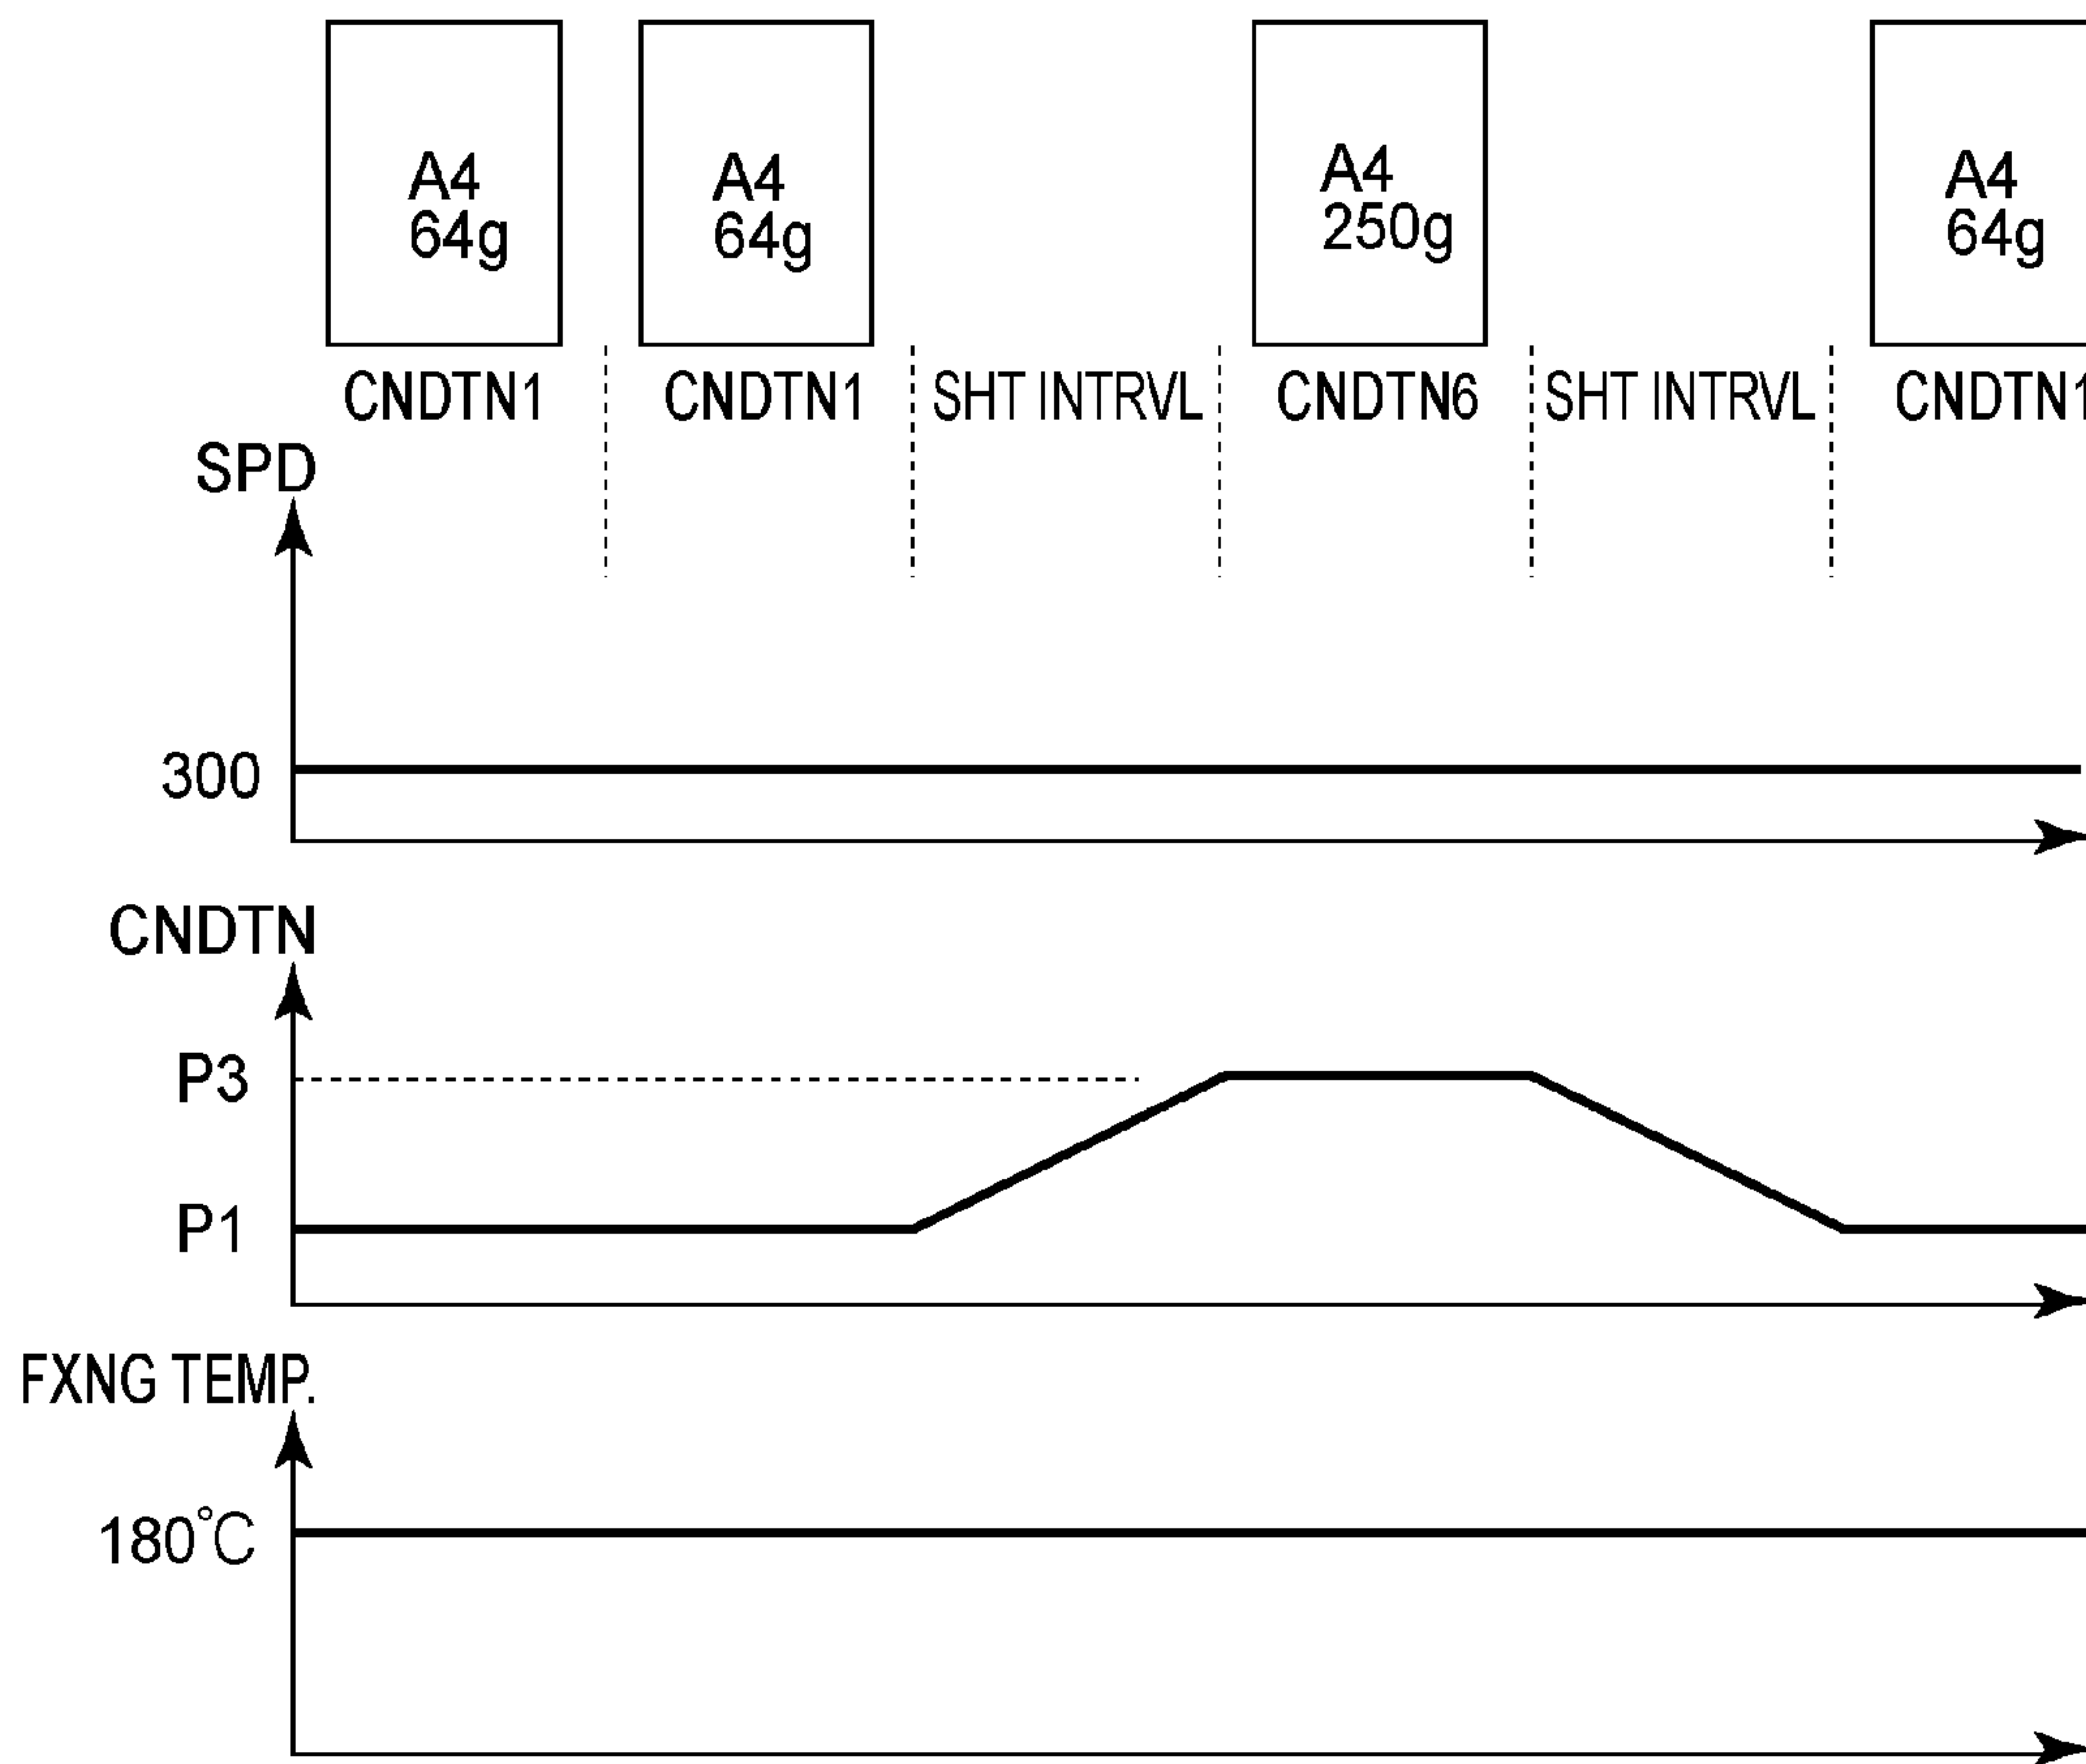 A4
64g
A4
64g
A4
250g
A4
64g
CNDTN1
CNDTN1
SHT INTRVL
CNDTN6
SHT INTRVL
CNDTN1
SPD
300
CNDTN
P3
P1
FXNG TEMP.
180°C